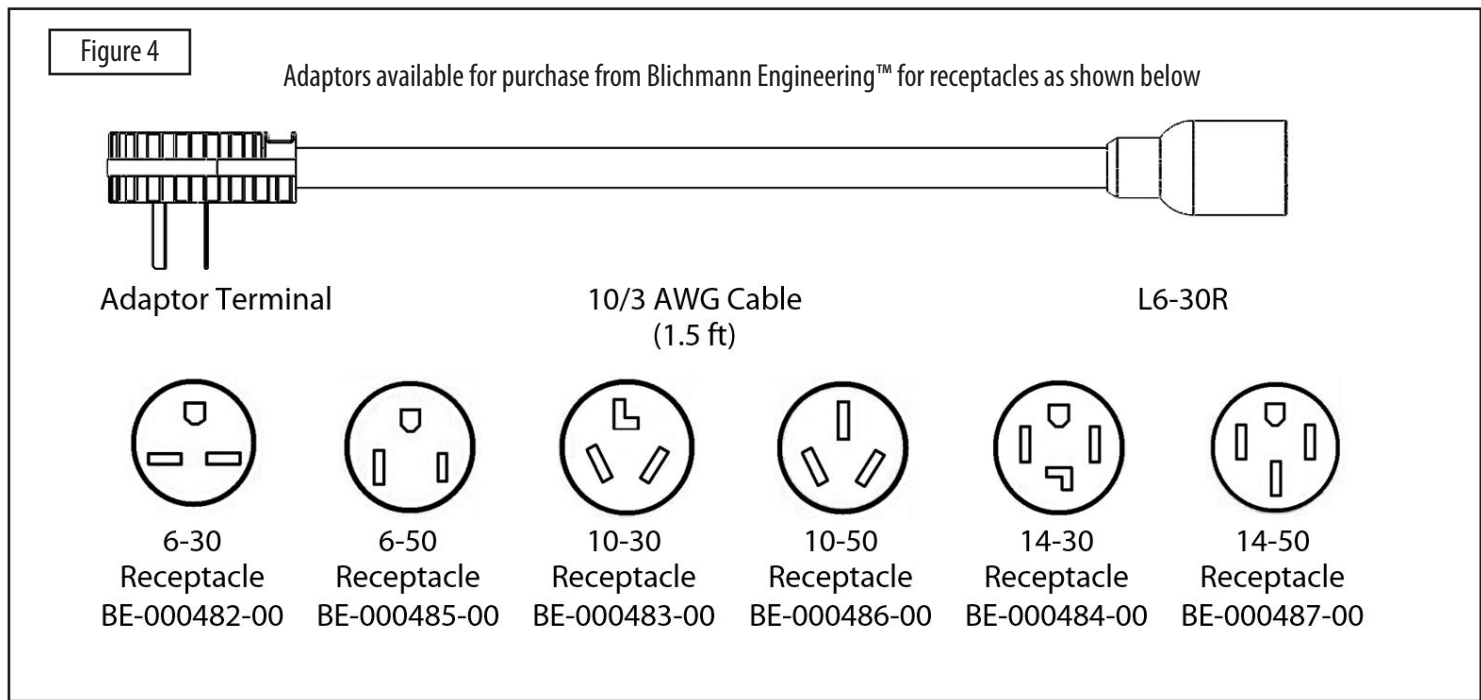 Figure 4
Adaptors available for purchase from Blichmann Engineering™ for receptacles as shown below
Adaptor Terminal
10/3 AWG Cable
(1.5 ft)
L6-30R
6-30
Receptacle
BE-000482-00
6-50
Receptacle
BE-000485-00
10-30
Receptacle
BE-000483-00
10-50
Receptacle
BE-000486-00
14-30
Receptacle
BE-000484-00
14-50
Receptacle
BE-000487-00